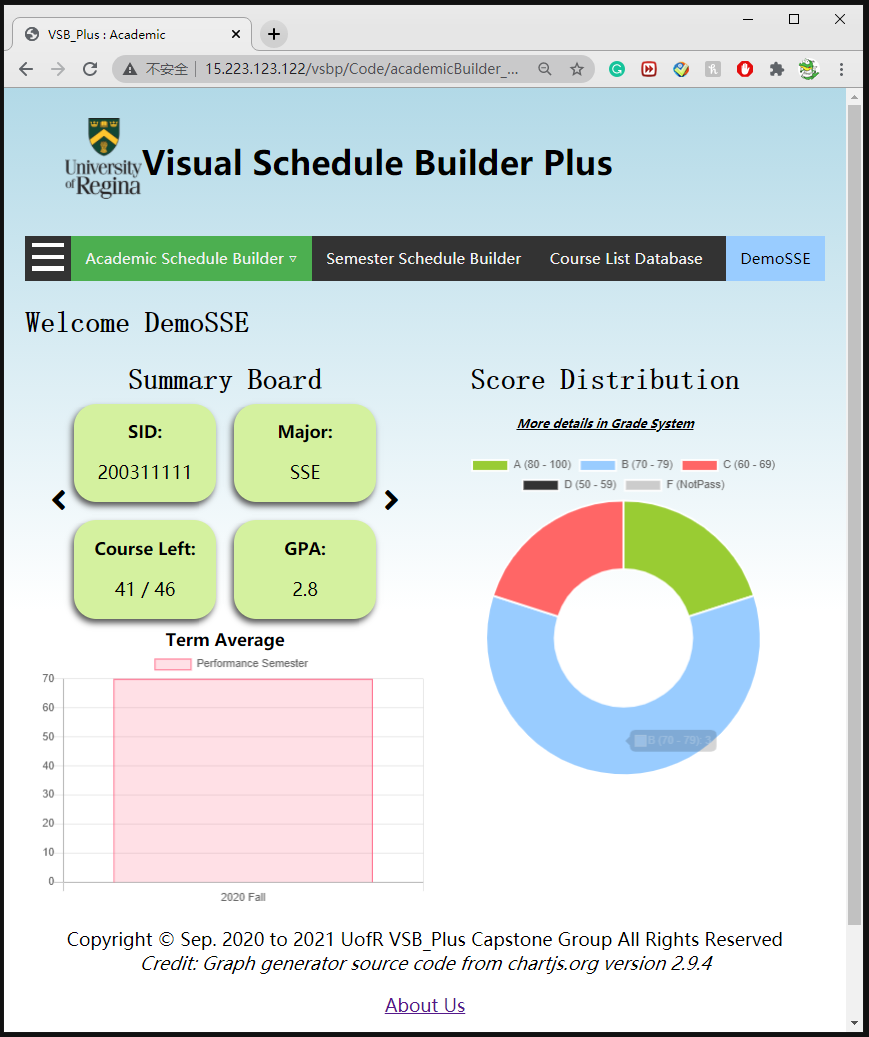 VSB_Plus : Academic
不安全 | 15.223.123.122/vsbp/Code/academicBuilder_...
University
of Regina
Visual Schedule Builder Plus
Academic Schedule Builder ▿ Semester Schedule Builder Course List Database DemoSSE
Welcome DemoSSE
Summary Board
SID: Major:
200311111 SSE
Course Left: GPA:
41 / 46 2.8
Term Average
Performance Semester
70
60
50
40
30
20
10
0
2020 Fall
Score Distribution
More details in Grade System
A (80 - 100) B (70 - 79) C (60 - 69)
D (50 - 59) F (NotPass)
B (70 - 79): 3
Copyright © Sep. 2020 to 2021 UofR VSB_Plus Capstone Group All Rights Reserved
Credit: Graph generator source code from chartjs.org version 2.9.4
About Us